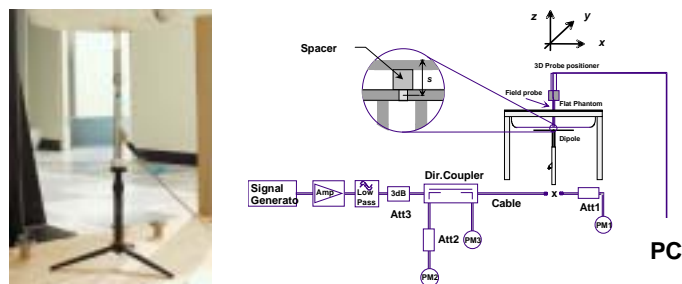 z
y
x
Spacer
s
3D Probe positioner
Field probe
Flat Phantom
Dipole
Signal
Generato
Amp
Low
Pass
3dB
Att3
Dir.Coupler
Cable
x
Att1
PM1
Att2
PM3
PM2
PC